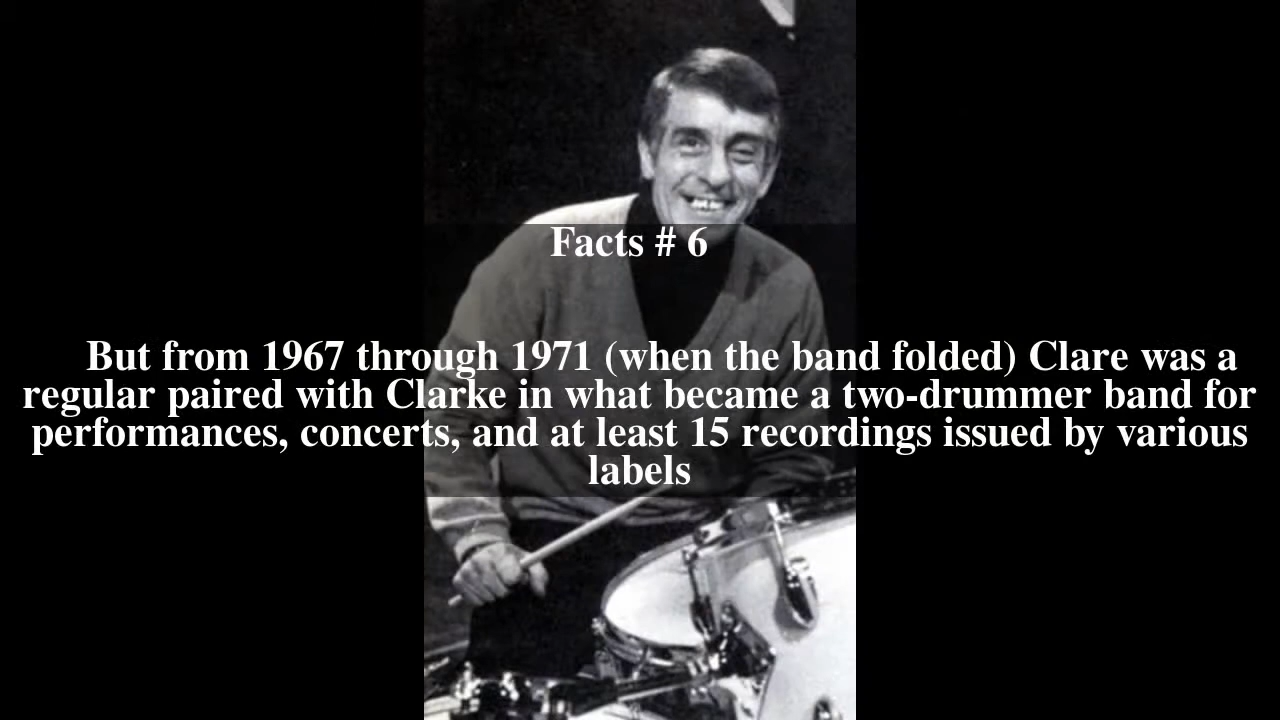 Facts # 6
But from 1967 through 1971 (when the band folded) Clare was a
regular paired with Clarke in what became a two-drummer band for
performances, concerts, and at least 15 recordings issued by various
labels